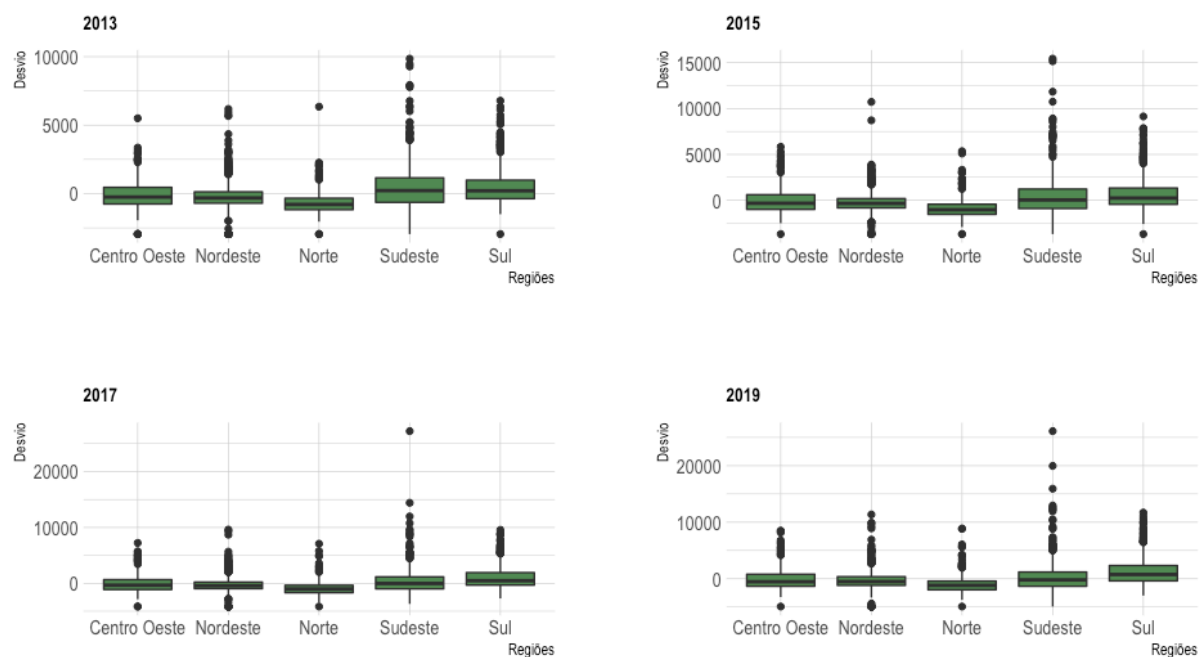 2013
Desvio
10000
5000
0
Centro Oeste Nordeste Norte Sudeste Sul
Regiões
2015
Desvio
15000
10000
5000
0
Centro Oeste Nordeste Norte Sudeste Sul
Regiões
2017
Desvio
20000
10000
0
Centro Oeste Nordeste Norte Sudeste Sul
Regiões
2019
Desvio
20000
10000
0
Centro Oeste Nordeste Norte Sudeste Sul
Regiões